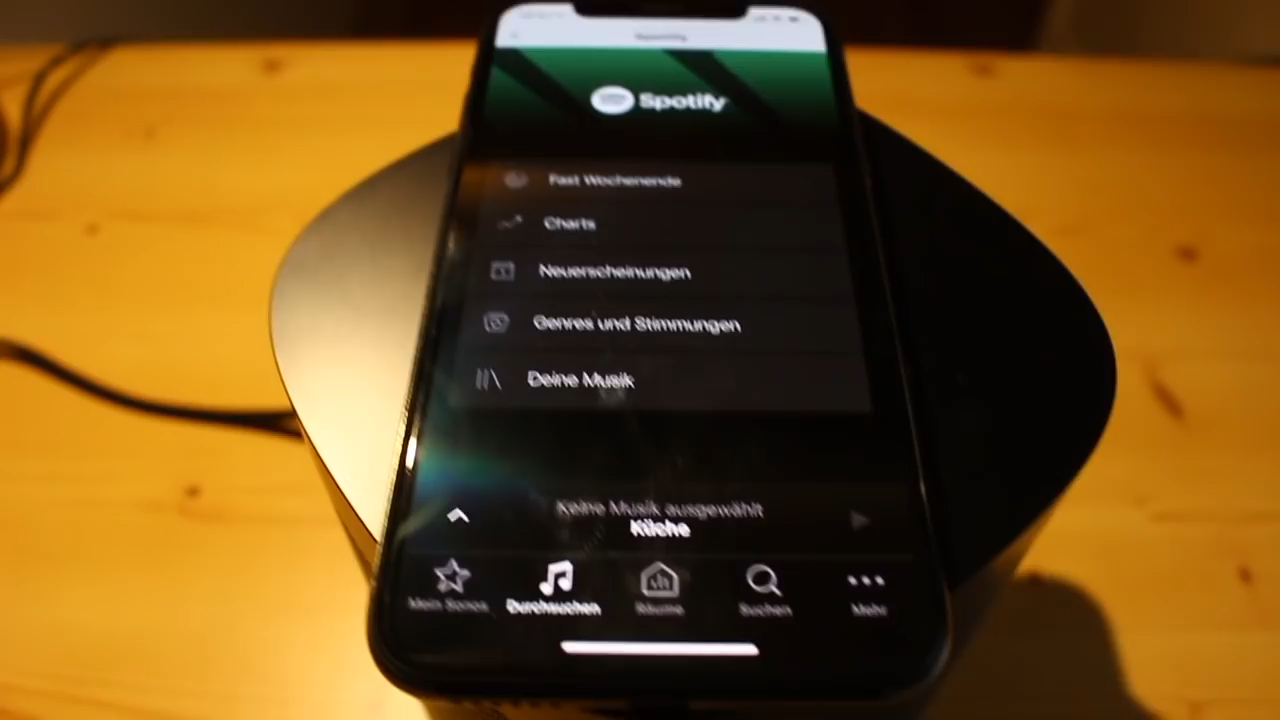 Spotify
Spotify
Fast Wochenende
Charts
Neuerscheinungen
Genres und Stimmungen
Deine Musik
Keine Musik ausgewählt
Küche
Mein Sonos
Durchsuchen
Räume
Suchen
Mehr